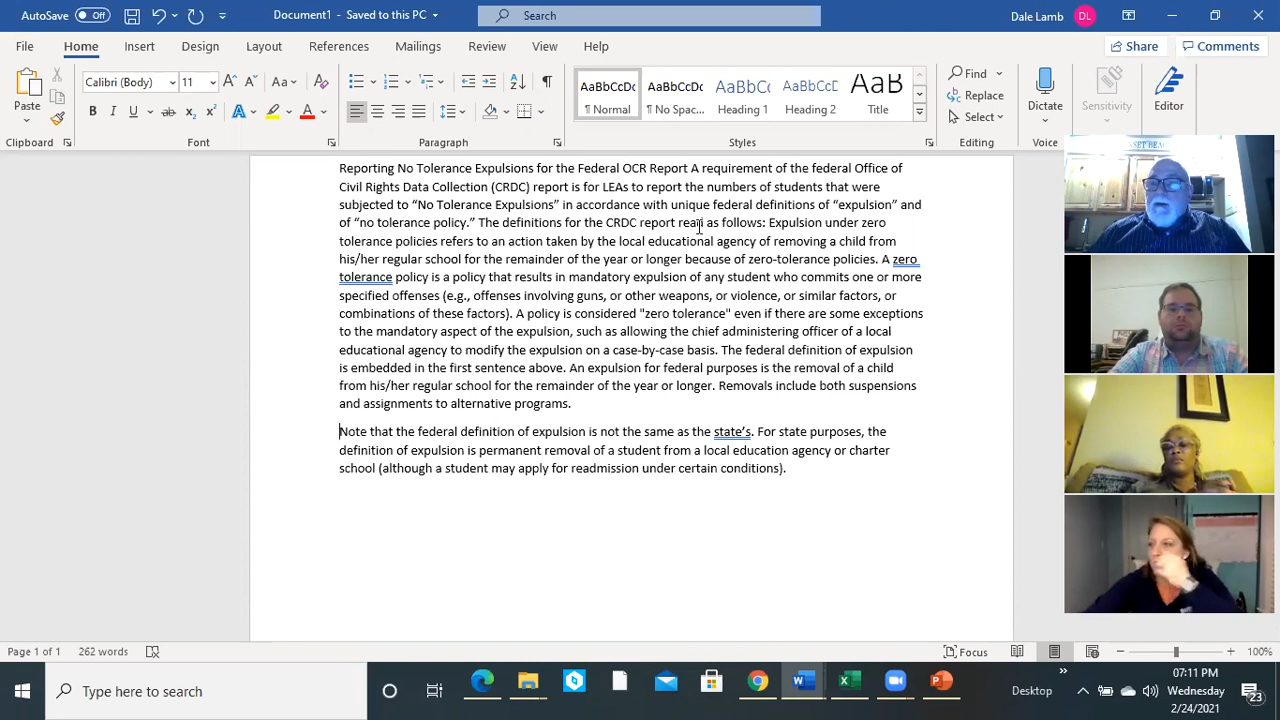 AutoSave Off Document1 - Saved to this PC Search Dale Lamb DL
File Home Insert Design Layout References Mailings Review View Help Share Comments
Paste Calibri (Body) 11 Aa AaBbCcDc AaBbCcDc AaBbCc AaBbCcD AaB Find Replace Select Dictate Sensitivity Editor
B I U ab x₂ x² A A ¶ Normal ¶ No Spac... Heading 1 Heading 2 Title
Clipboard Font Paragraph Styles Editing Voice Editor
Reporting No Tolerance Expulsions for the Federal OCR Report A requirement of the federal Office of
Civil Rights Data Collection (CRDC) report is for LEAs to report the numbers of students that were
subjected to “No Tolerance Expulsions” in accordance with unique federal definitions of “expulsion” and
of “no tolerance policy.” The definitions for the CRDC report read as follows: Expulsion under zero
tolerance policies refers to an action taken by the local educational agency of removing a child from
his/her regular school for the remainder of the year or longer because of zero-tolerance policies. A zero
tolerance policy is a policy that results in mandatory expulsion of any student who commits one or more
specified offenses (e.g., offenses involving guns, or other weapons, or violence, or similar factors, or
combinations of these factors). A policy is considered "zero tolerance" even if there are some exceptions
to the mandatory aspect of the expulsion, such as allowing the chief administering officer of a local
educational agency to modify the expulsion on a case-by-case basis. The federal definition of expulsion
is embedded in the first sentence above. An expulsion for federal purposes is the removal of a child
from his/her regular school for the remainder of the year or longer. Removals include both suspensions
and assignments to alternative programs.
Note that the federal definition of expulsion is not the same as the state’s. For state purposes, the
definition of expulsion is permanent removal of a student from a local education agency or charter
school (although a student may apply for readmission under certain conditions).
Page 1 of 1 262 words Focus 100%
Type here to search Desktop 07:11 PM
Wednesday
2/24/2021
23